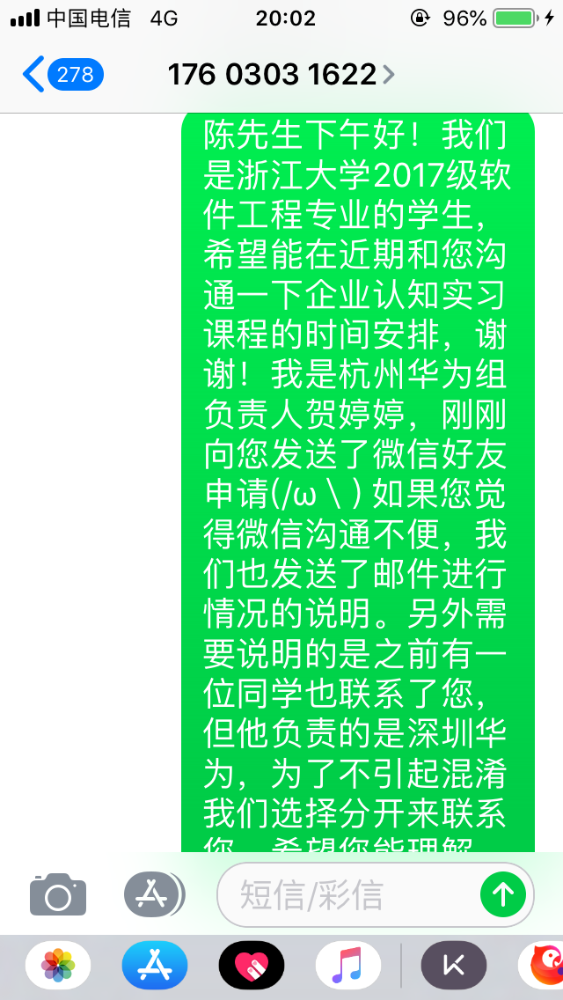 中国电信 4G 20:02 96%
278 176 0303 1622
陈先生下午好！我们
是浙江大学2017级软
件工程专业的学生，
希望能在近期和您沟
通一下企业认知实习
课程的时间安排，谢
谢！我是杭州华为组
负责人贺婷婷，刚刚
向您发送了微信好友
申请(/ω＼) 如果您觉
得微信沟通不便，我
们也发送了邮件进行
情况的说明。另外需
要说明的是之前有一
位同学也联系了您，
但他负责的是深圳华
为，为了不引起混淆
我们选择分开来联系
您，希望您能理解
短信/彩信